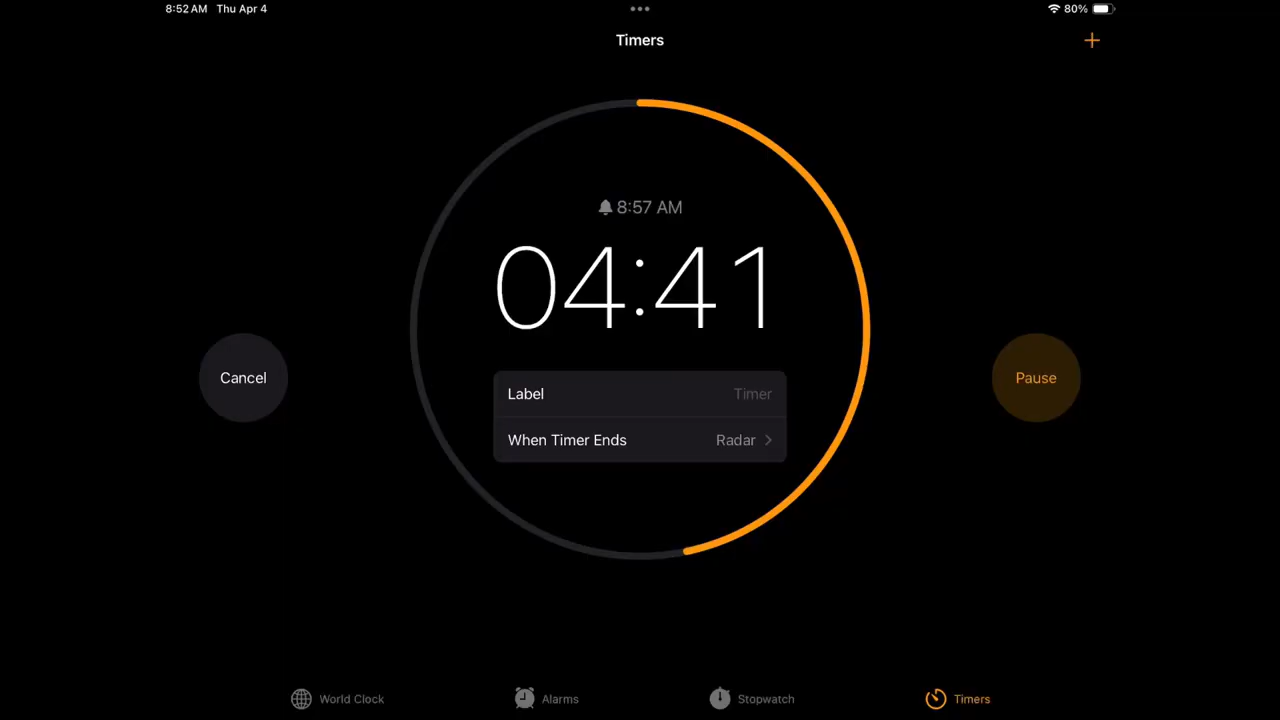 8:52 AM Thu Apr 4
80%
Timers
+
8:57 AM
04:41
Cancel
Pause
Label Timer
When Timer Ends Radar
World Clock
Alarms
Stopwatch
Timers